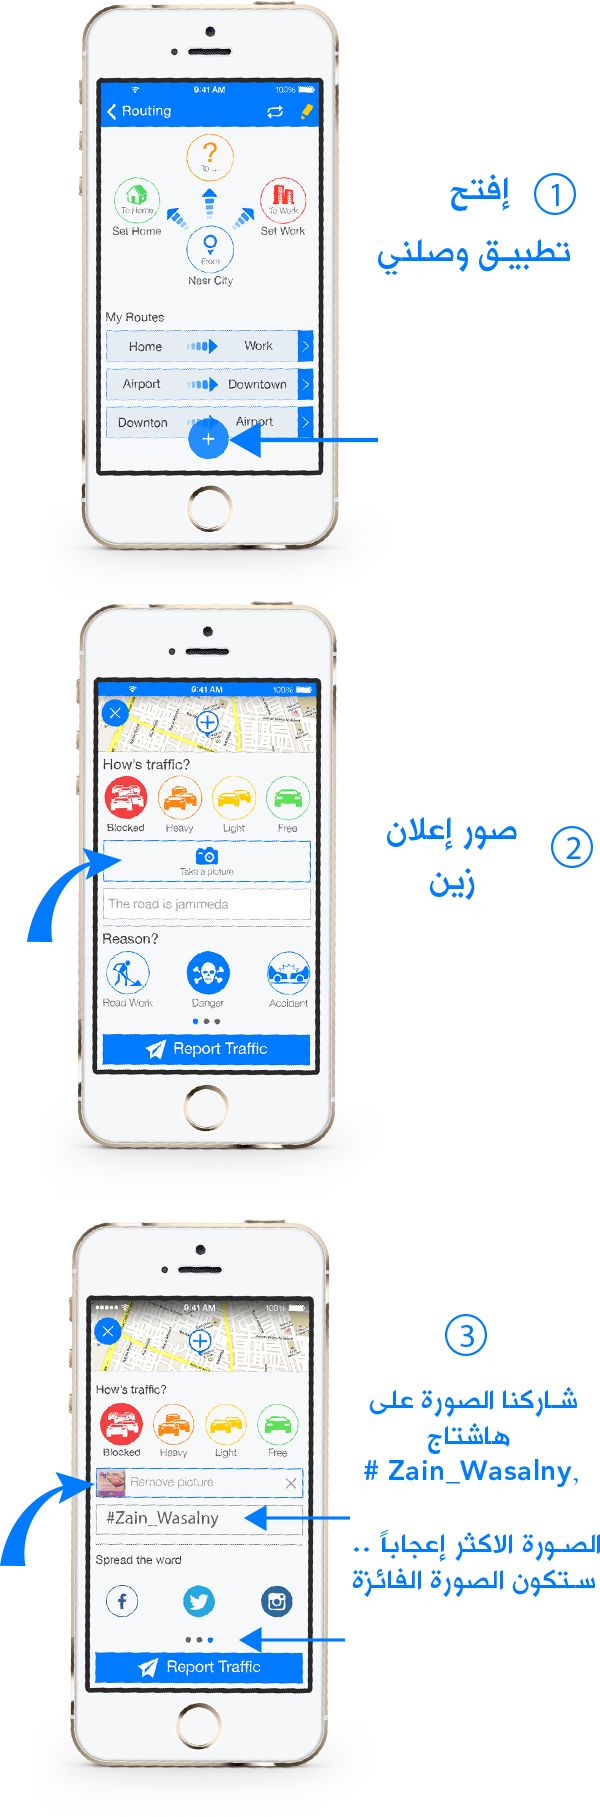 9:41 AM 100%
Routing
?
To ...
To Home
To Work
Set Home
Set Work
From
Nasr City
My Routes
Home Work
Airport Downtown
Downton Airport
+
1 إفتح
تطبيق وصلني
9:41 AM 100%
How's traffic?
Blocked Heavy Light Free
Take a picture
The road is jammeda
Reason?
Road Work Danger Accident
Report Traffic
2 صور إعلان
زين
9:41 AM 100%
How's traffic?
Blocked Heavy Light Free
Remove picture
#Zain_Wasalny
Spread the word
Report Traffic
3
شاركنا الصورة على
هاشتاج
# Zain_Wasalny,
الصورة الاكثر إعجاباً ..
ستكون الصورة الفائزة